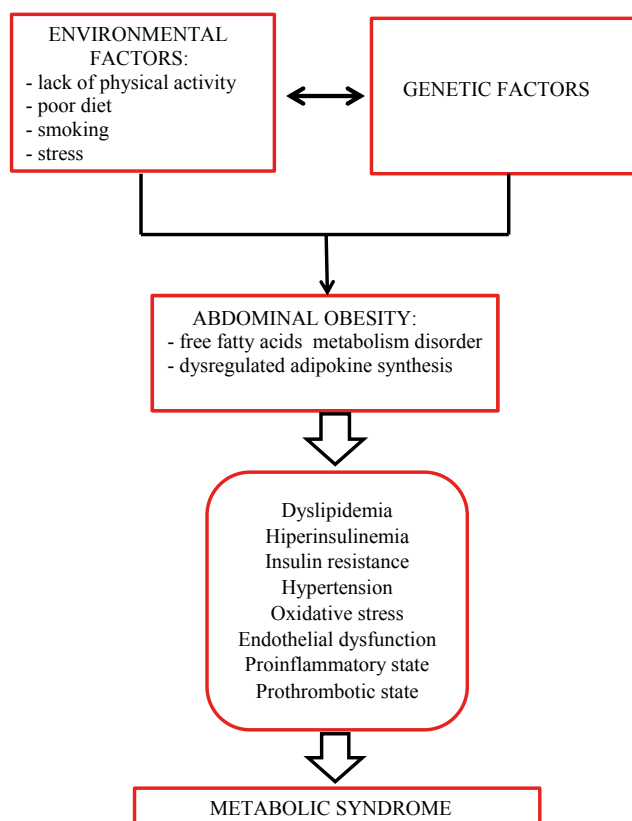 ENVIRONMENTAL
FACTORS:
- lack of physical activity
- poor diet
- smoking
- stress
GENETIC FACTORS
ABDOMINAL OBESITY:
- free fatty acids metabolism disorder
- dysregulated adipokine synthesis
Dyslipidemia
Hiperinsulinemia
Insulin resistance
Hypertension
Oxidative stress
Endothelial dysfunction
Proinflammatory state
Prothrombotic state
METABOLIC SYNDROME